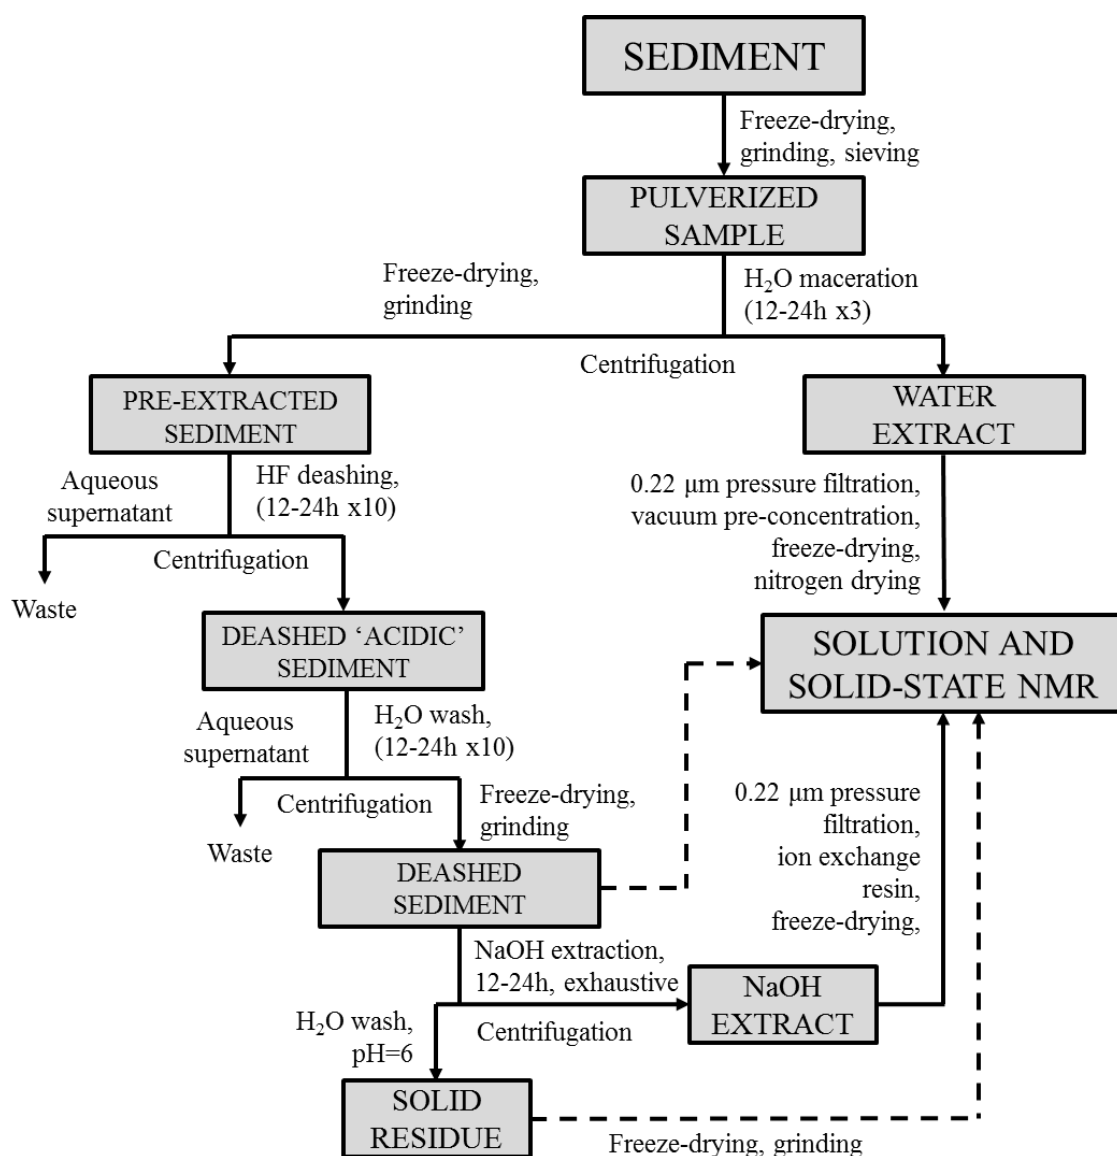 SEDIMENT
Freeze-drying,
grinding, sieving
PULVERIZED
SAMPLE
Freeze-drying,
grinding
H₂O maceration
(12-24h x3)
Centrifugation
PRE-EXTRACTED
SEDIMENT
WATER
EXTRACT
Aqueous
supernatant
HF deashing,
(12-24h x10)
Centrifugation
Waste
0.22 μm pressure filtration,
vacuum pre-concentration,
freeze-drying,
nitrogen drying
DEASHED ‘ACIDIC’
SEDIMENT
SOLUTION AND
SOLID-STATE NMR
Aqueous
supernatant
H₂O wash,
(12-24h x10)
Centrifugation
Waste
Freeze-drying,
grinding
0.22 μm pressure
filtration,
ion exchange
resin,
freeze-drying,
DEASHED
SEDIMENT
NaOH extraction,
12-24h, exhaustive
Centrifugation
NaOH
EXTRACT
H₂O wash,
pH=6
SOLID
RESIDUE
Freeze-drying, grinding